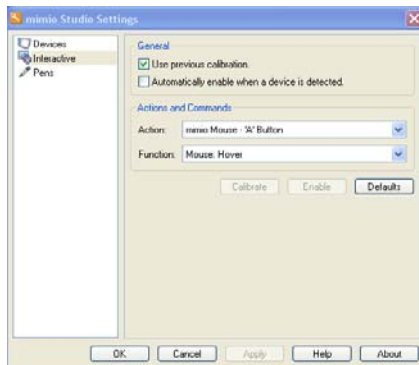 mimio Studio Settings
Devices
Interactive
Pens
General
Use previous calibration.
Automatically enable when a device is detected.
Actions and Commands
Action: mimio Mouse - 'A' Button
Function: Mouse: Hover
Calibrate Enable Defaults
OK Cancel Apply Help About